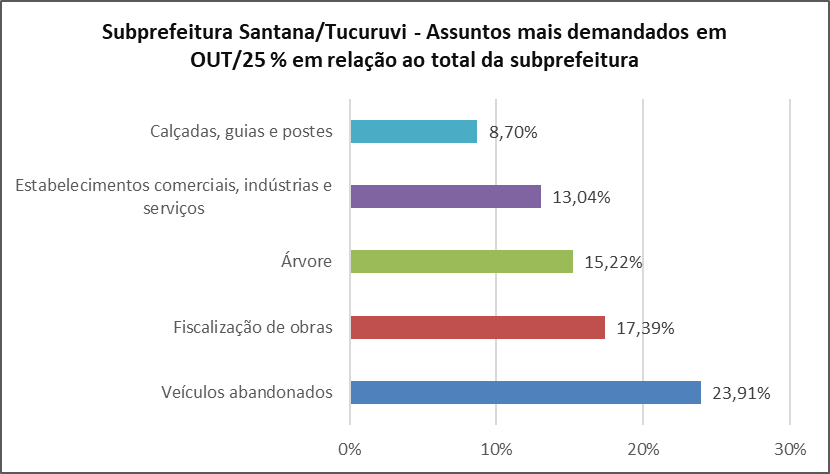 Subprefeitura Santana/Tucuruvi - Assuntos mais demandados em
OUT/25 % em relação ao total da subprefeitura
Calçadas, guias e postes
8,70%
Estabelecimentos comerciais, indústrias e
serviços
13,04%
Árvore
15,22%
Fiscalização de obras
17,39%
Veículos abandonados
23,91%
0%
10%
20%
30%